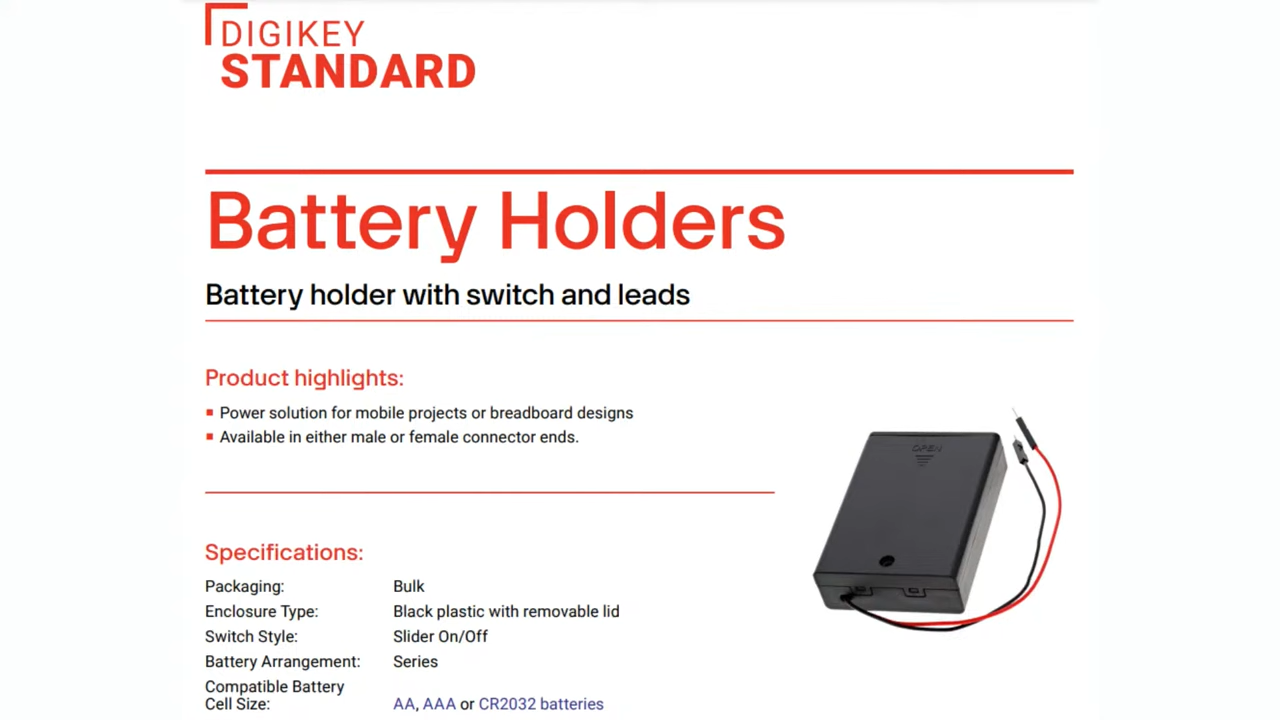 DIGIKEY
STANDARD
Battery Holders
Battery holder with switch and leads
Product highlights:
Power solution for mobile projects or breadboard designs
Available in either male or female connector ends.
OPEN
Specifications:
Packaging: Bulk
Enclosure Type: Black plastic with removable lid
Switch Style: Slider On/Off
Battery Arrangement: Series
Compatible Battery
Cell Size: AA, AAA or CR2032 batteries